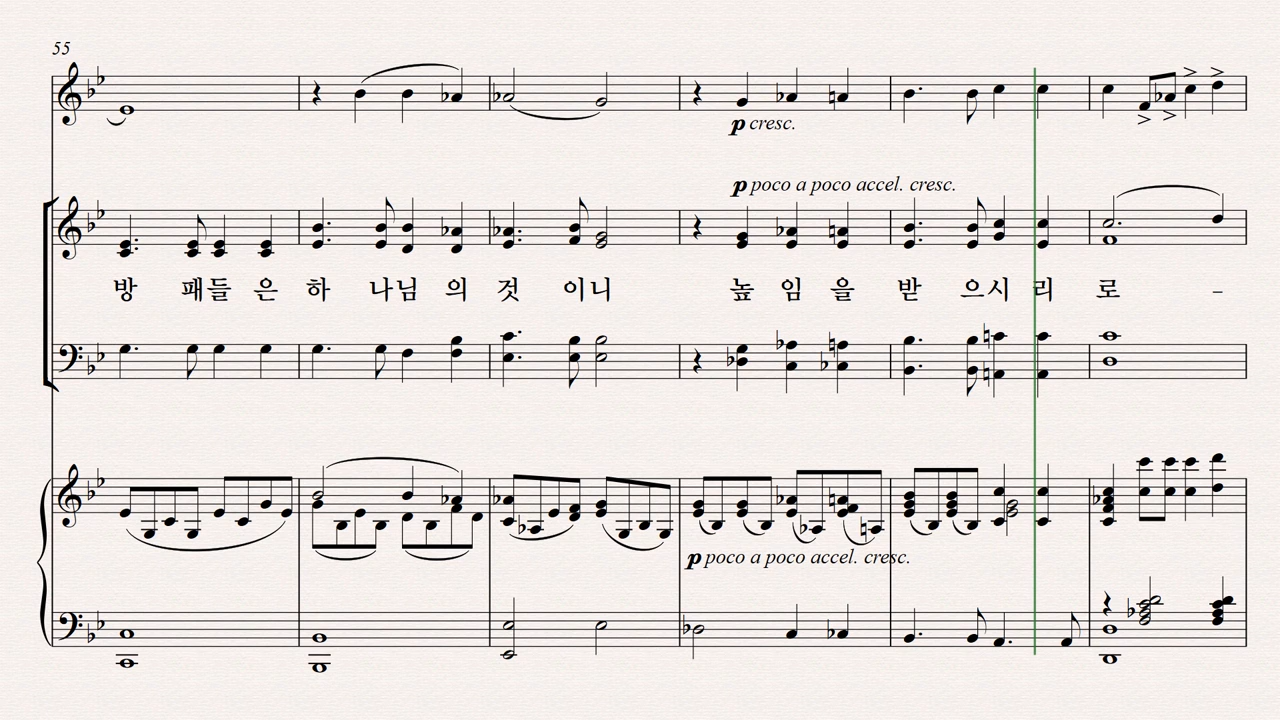 55
p cresc.
p poco a poco accel. cresc.
방 패들 은 하 나님 의 것 이니 높 임 을 받 으시 리 로 -
p poco a poco accel. cresc.